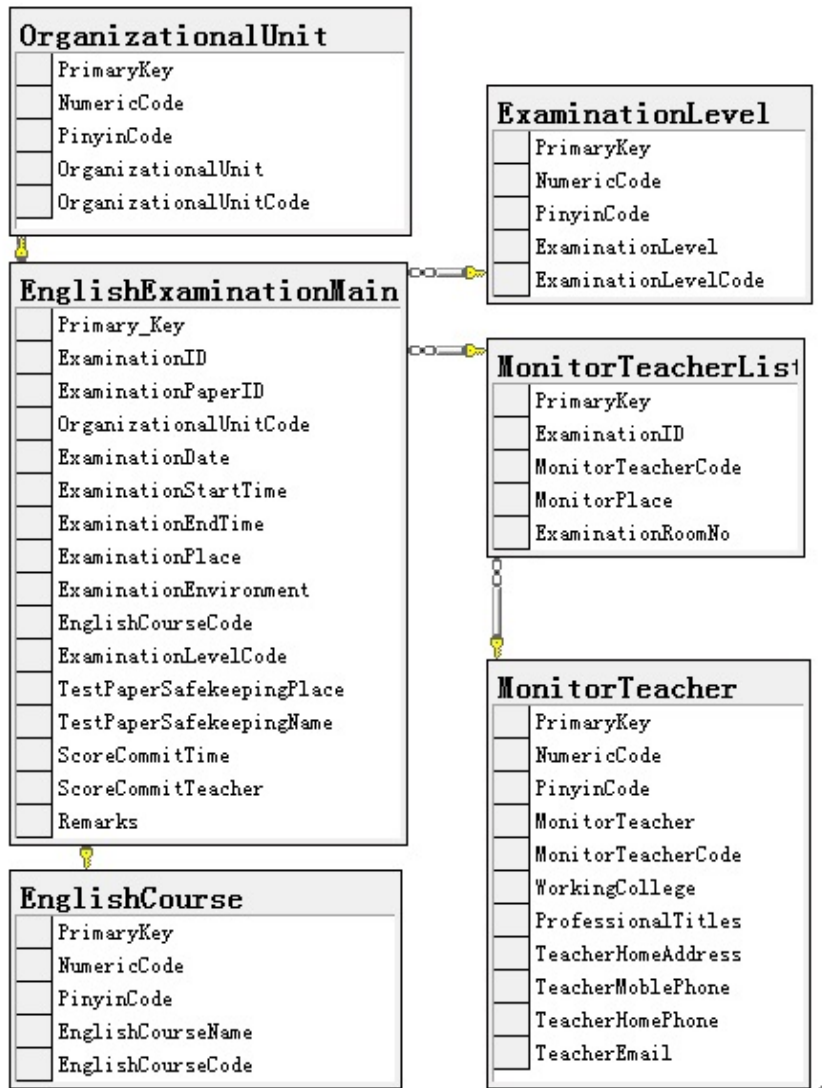 OrganizationalUnit
PrimaryKey
NumericCode
PinyinCode
OrganizationalUnit
OrganizationalUnitCode
EnglishExaminationMain
Primary_Key
ExaminationID
ExaminationPaperID
OrganizationalUnitCode
ExaminationDate
ExaminationStartTime
ExaminationEndTime
ExaminationPlace
ExaminationEnvironment
EnglishCourseCode
ExaminationLevelCode
TestPaperSafekeepingPlace
TestPaperSafekeepingName
ScoreCommitTime
ScoreCommitTeacher
Remarks
EnglishCourse
PrimaryKey
NumericCode
PinyinCode
EnglishCourseName
EnglishCourseCode
ExaminationLevel
PrimaryKey
NumericCode
PinyinCode
ExaminationLevel
ExaminationLevelCode
MonitorTeacherList
PrimaryKey
ExaminationID
MonitorTeacherCode
MonitorPlace
ExaminationRoomNo
MonitorTeacher
PrimaryKey
NumericCode
PinyinCode
MonitorTeacher
MonitorTeacherCode
WorkingCollege
ProfessionalTitles
TeacherHomeAddress
TeacherMoblePhone
TeacherHomePhone
TeacherEmail